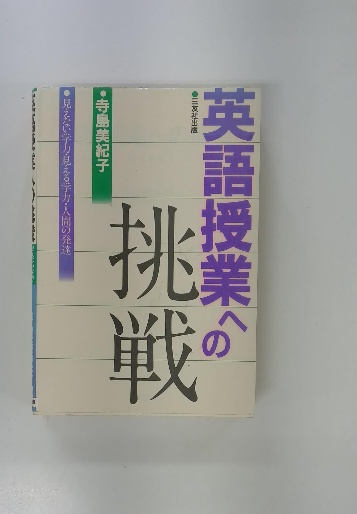 英語授業への
挑戦
●三友社出版
●寺島美紀子
●見えない学力・見える学力・人間の発達